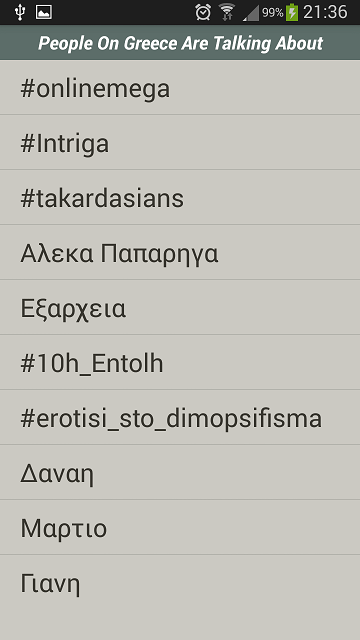 99% 21:36
People On Greece Are Talking About
#onlinemega
#Intriga
#takardasians
Αλεκα Παπαρηγα
Εξαρχεια
#10h_Entolh
#erotisi_sto_dimopsifisma
Δαναη
Μαρτιο
Γιανη